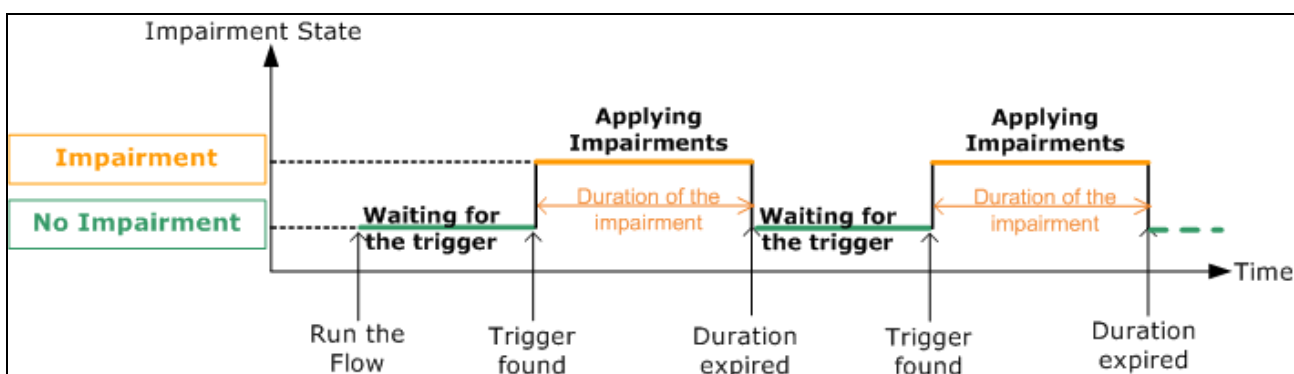 Impairment State
Applying
Impairments
Applying
Impairments
Impairment
Duration of the
impairment
Duration of the
impairment
No Impairment
Waiting for
the trigger
Waiting for
the trigger
Time
Run the
Flow
Trigger
found
Duration
expired
Trigger
found
Duration
expired